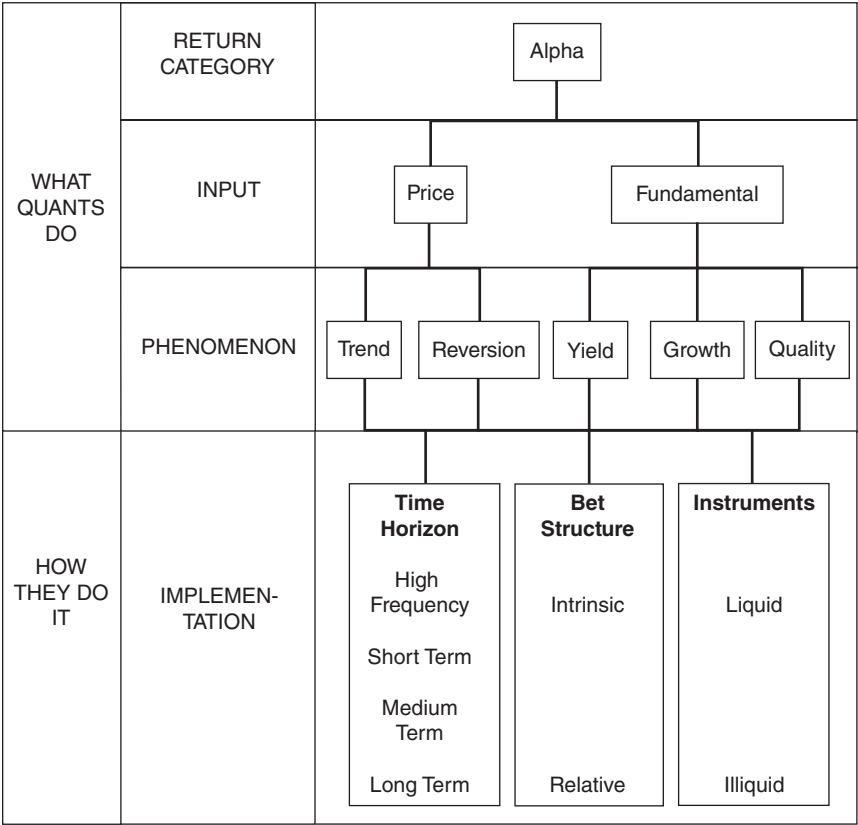 RETURN
CATEGORY
Alpha
WHAT
QUANTS
DO
INPUT
Price
Fundamental
PHENOMENON
Trend
Reversion
Yield
Growth
Quality
HOW
THEY DO
IT
IMPLEMEN-
TATION
Time
Horizon
High
Frequency
Short Term
Medium
Term
Long Term
Bet
Structure
Intrinsic
Relative
Instruments
Liquid
Illiquid